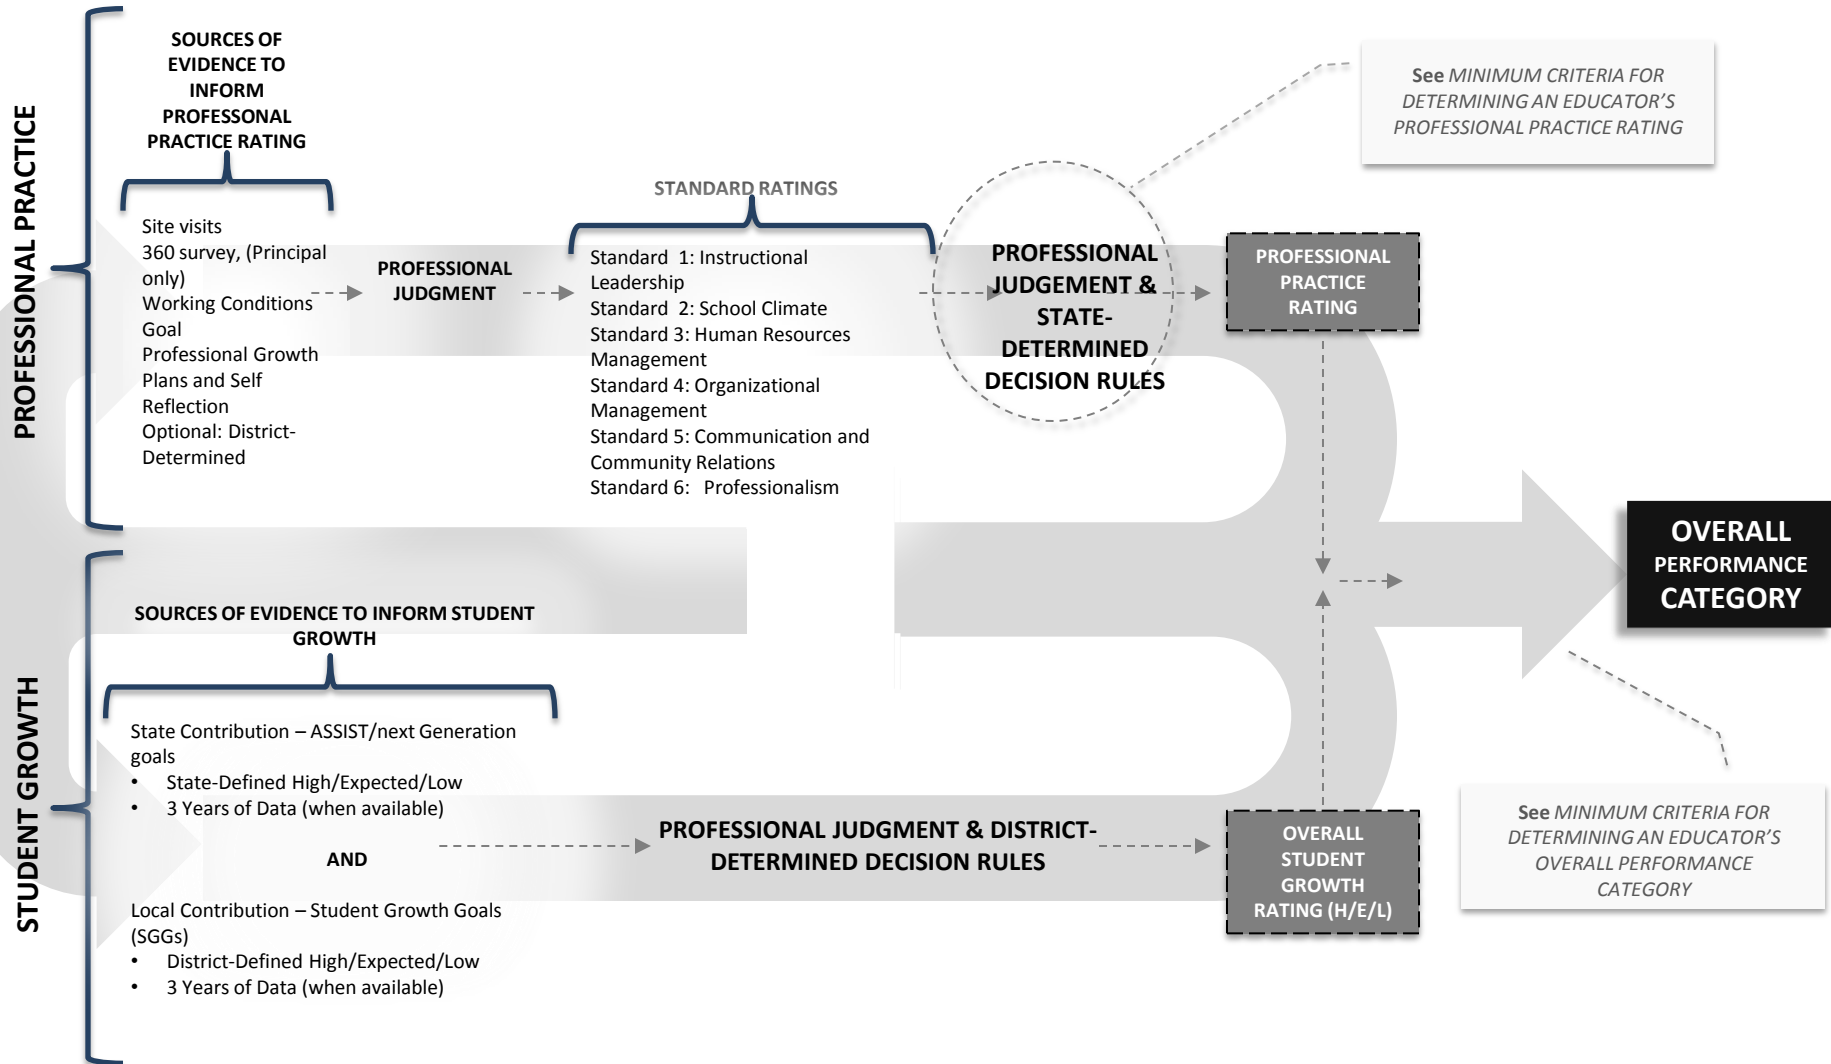 PROFESSIONAL PRACTICE
SOURCES OF
EVIDENCE TO
INFORM
PROFESSONAL
PRACTICE RATING
Site visits
360 survey, (Principal
only)
Working Conditions
Goal
Professional Growth
Plans and Self
Reflection
Optional: District-
Determined
PROFESSIONAL
JUDGMENT
STANDARD RATINGS
Standard 1: Instructional
Leadership
Standard 2: School Climate
Standard 3: Human Resources
Management
Standard 4: Organizational
Management
Standard 5: Communication and
Community Relations
Standard 6: Professionalism
PROFESSIONAL
JUDGEMENT &
STATE-
DETERMINED
DECISION RULES
See MINIMUM CRITERIA FOR
DETERMINING AN EDUCATOR'S
PROFESSIONAL PRACTICE RATING
PROFESSIONAL
PRACTICE
RATING
STUDENT GROWTH
SOURCES OF EVIDENCE TO INFORM STUDENT
GROWTH
State Contribution – ASSIST/next Generation
goals
• State-Defined High/Expected/Low
• 3 Years of Data (when available)
AND
Local Contribution – Student Growth Goals
(SGGs)
• District-Defined High/Expected/Low
• 3 Years of Data (when available)
PROFESSIONAL JUDGMENT & DISTRICT-
DETERMINED DECISION RULES
OVERALL
STUDENT
GROWTH
RATING (H/E/L)
OVERALL
PERFORMANCE
CATEGORY
See MINIMUM CRITERIA FOR
DETERMINING AN EDUCATOR'S
OVERALL PERFORMANCE
CATEGORY